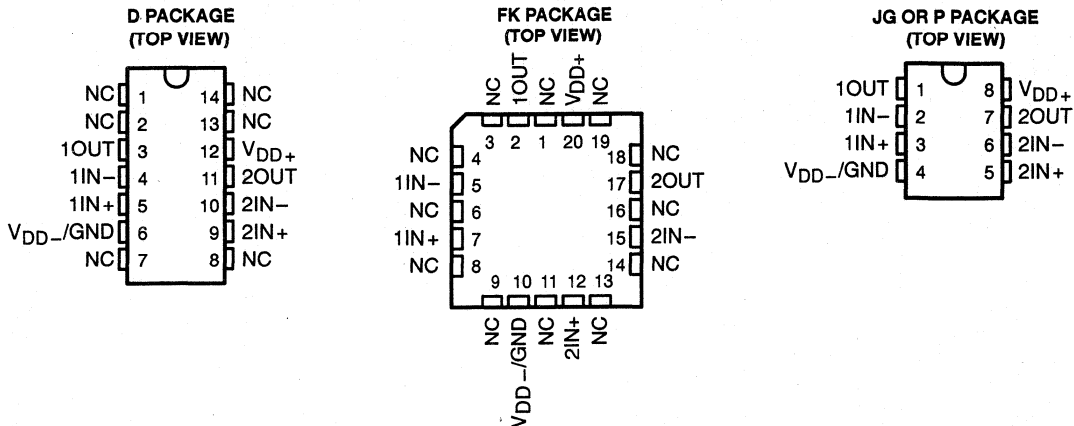 D PACKAGE
(TOP VIEW)
NC 1 14 NC
NC 2 13 NC
1OUT 3 12 VDD+
1IN− 4 11 2OUT
1IN+ 5 10 2IN−
VDD−/GND 6 9 2IN+
NC 7 8 NC
FK PACKAGE
(TOP VIEW)
NC 1OUT NC VDD+ NC
3 2 1 20 19
NC 4 18 NC
1IN− 5 17 2OUT
NC 6 16 NC
1IN+ 7 15 2IN−
NC 8 14 NC
9 10 11 12 13
NC VDD−/GND NC 2IN+ NC
JG OR P PACKAGE
(TOP VIEW)
1OUT 1 8 VDD+
1IN− 2 7 2OUT
1IN+ 3 6 2IN−
VDD−/GND 4 5 2IN+